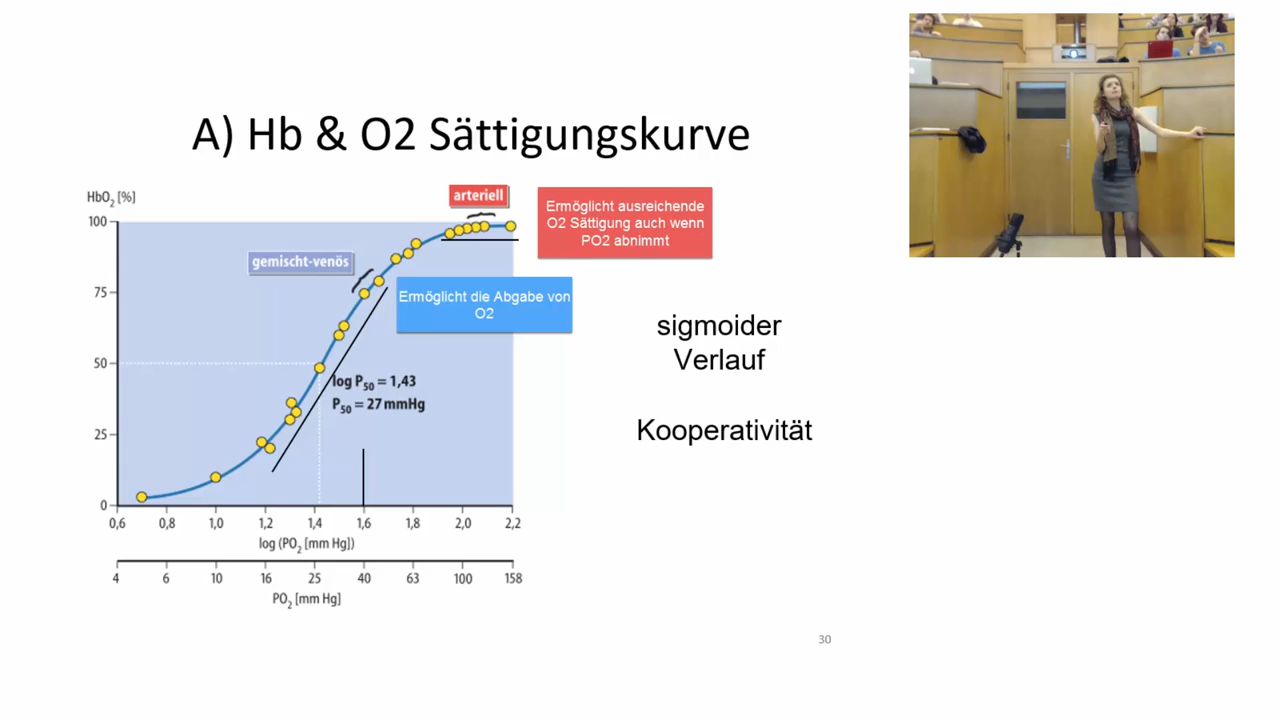 A) Hb & O2 Sättigungskurve
HbO2 [%]
arteriell
Ermöglicht ausreichende
O2 Sättigung auch wenn
PO2 abnimmt
100
gemischt-venös
Ermöglicht die Abgabe von
O2
75
sigmoider
Verlauf
50
log P50 = 1,43
P50 = 27 mmHg
Kooperativität
25
0
0,6 0,8 1,0 1,2 1,4 1,6 1,8 2,0 2,2
log (PO2 [mm Hg])
4 6 10 16 25 40 63 100 158
PO2 [mm Hg]
30